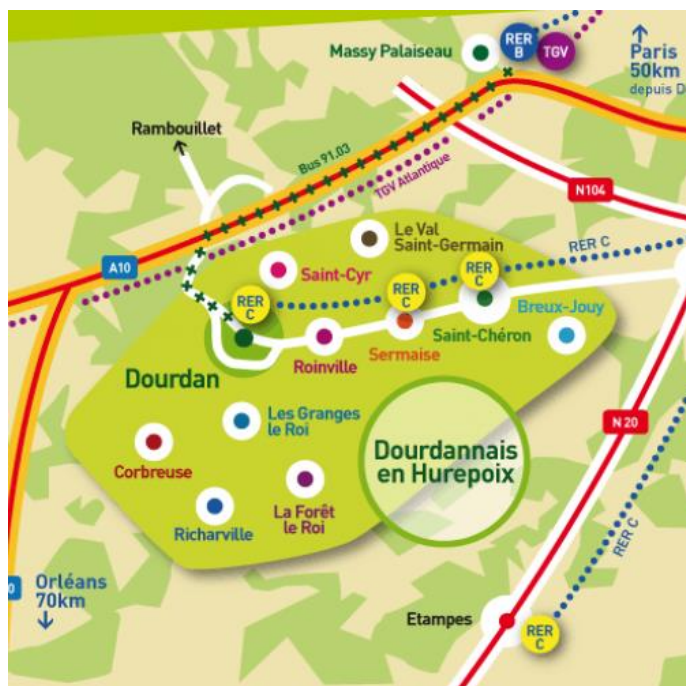 Massy Palaiseau
RER
B
TGV
Paris
50km
depuis D
Rambouillet
Bus 91.03
TGV Atlantique
N104
Le Val
Saint-Germain
RER C
A10
Saint-Cyr
RER
C
RER
C
RER
C
Breux-Jouy
Saint-Chéron
Sermaise
Roinville
Dourdan
Les Granges
le Roi
N 20
Dourdannais
en Hurepoix
Corbreuse
La Forêt
le Roi
Richarville
RER C
Orléans
70km
0
Etampes
RER
C